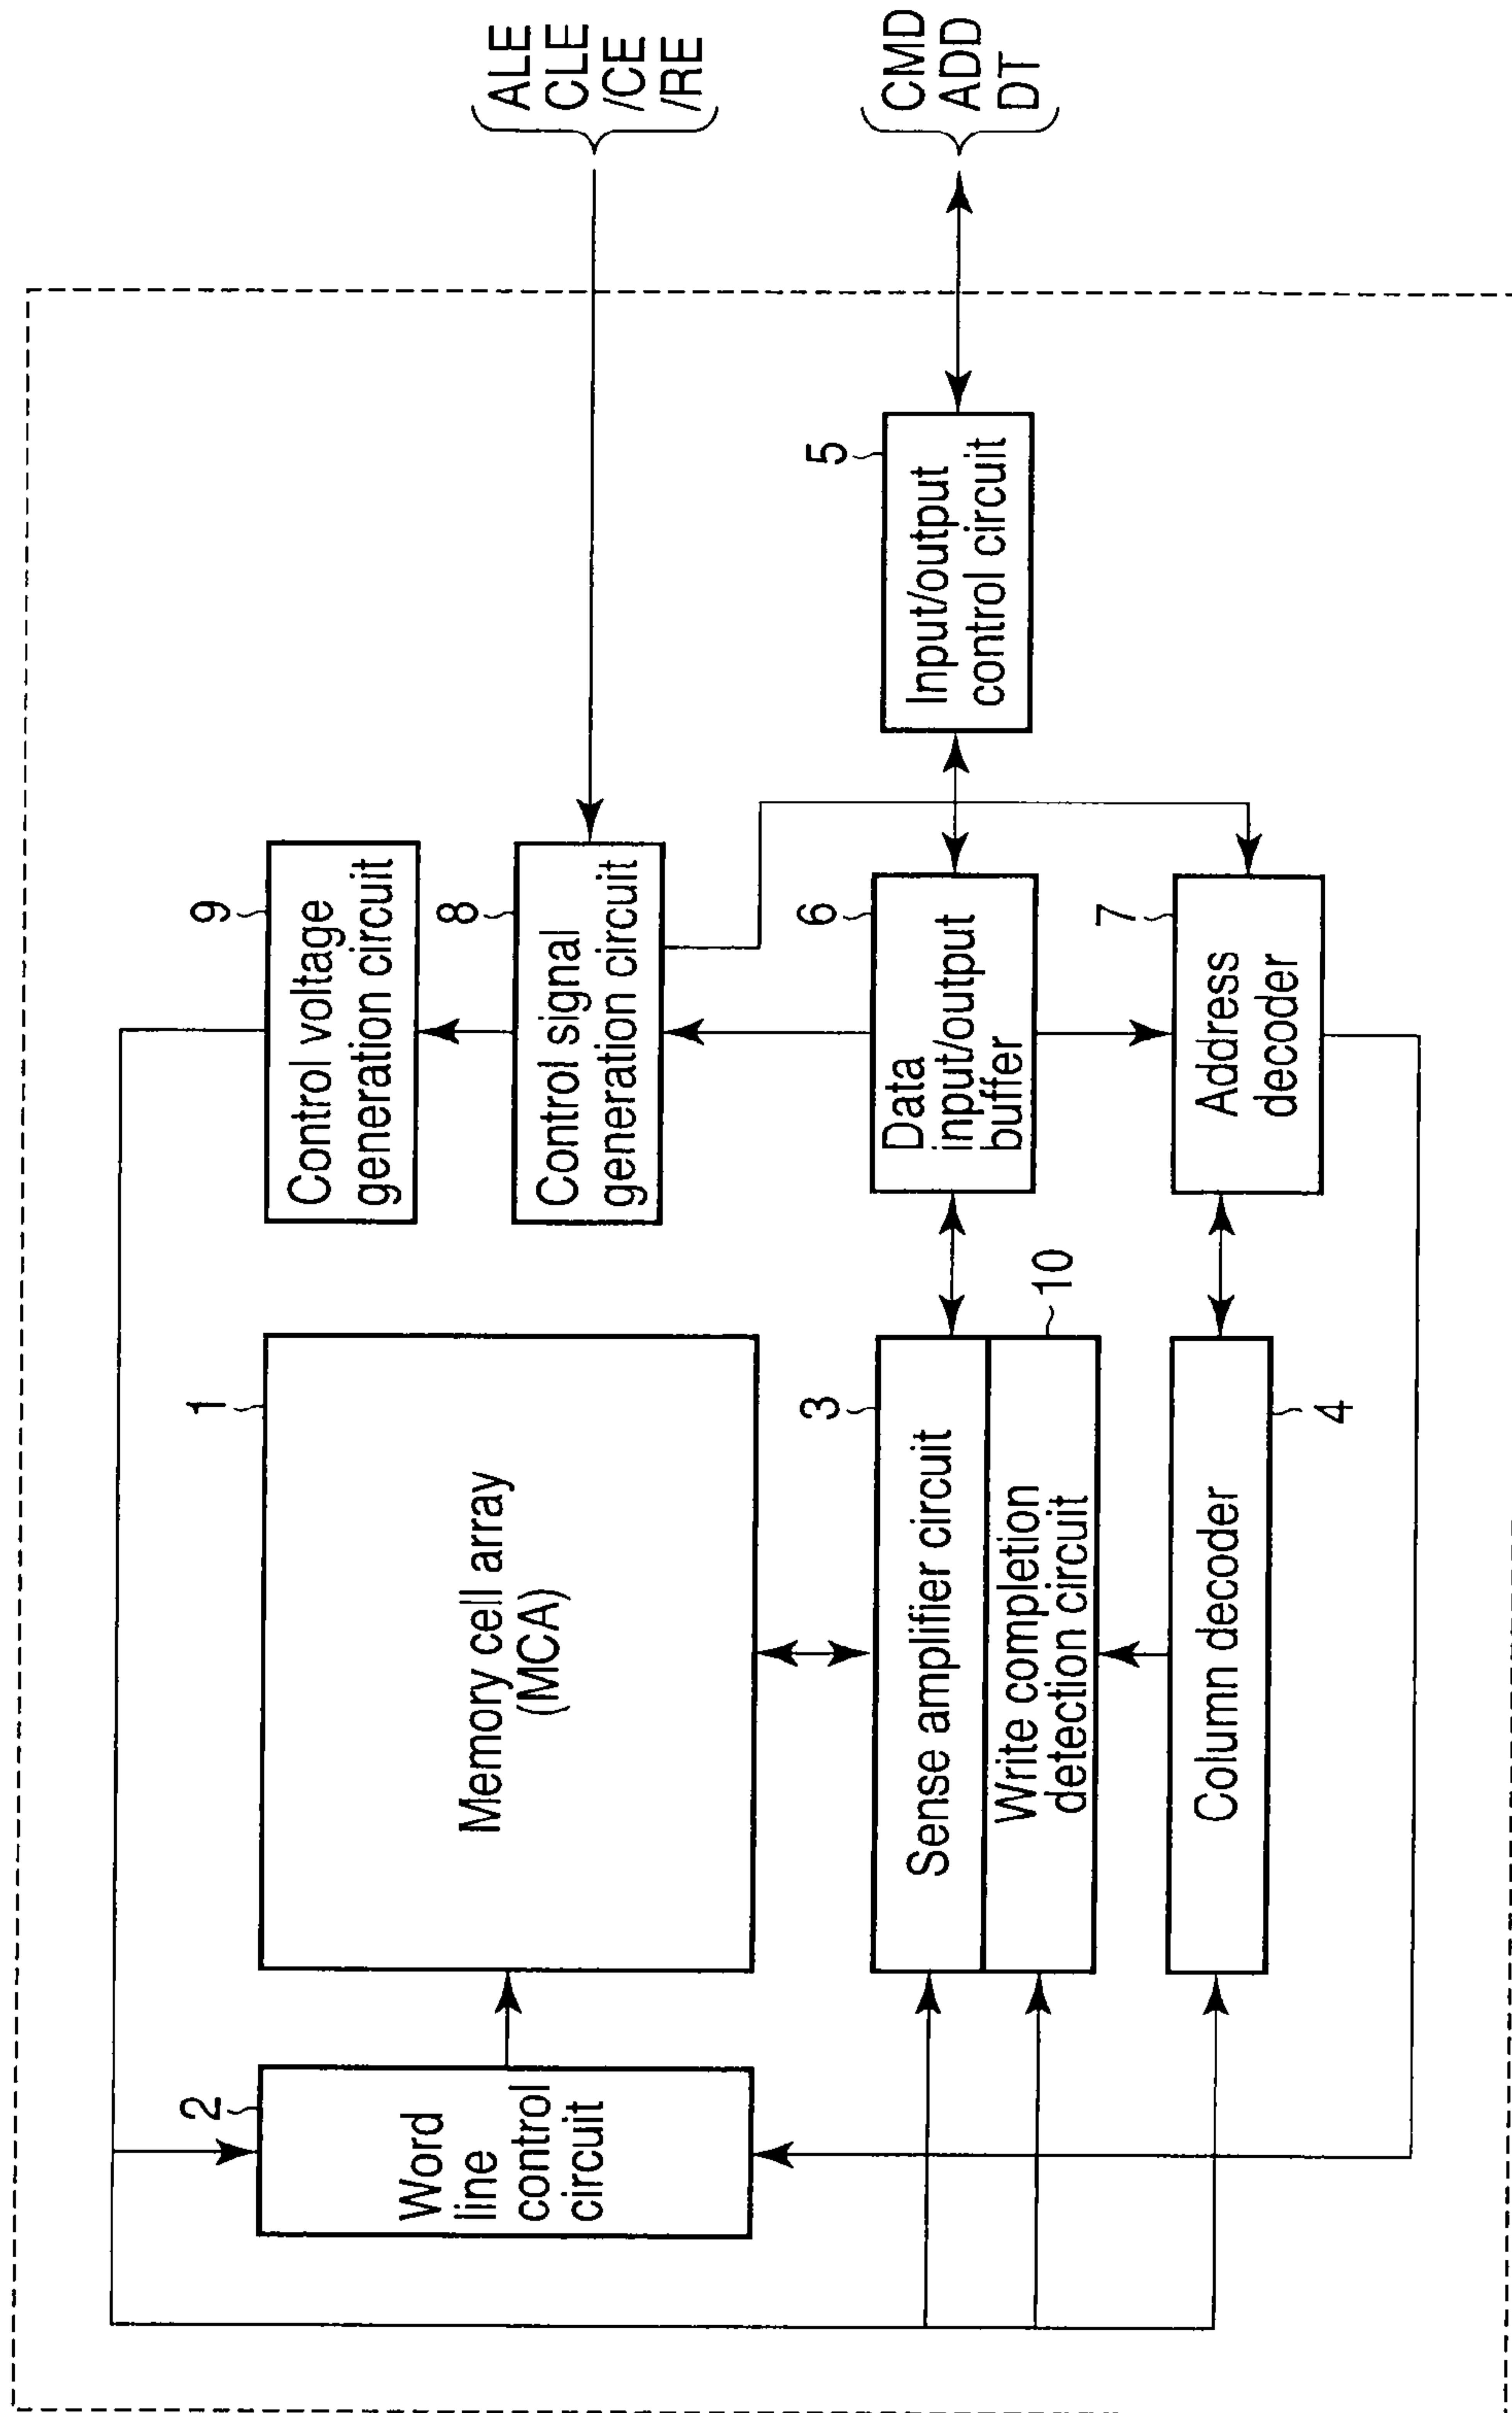 ALE
CLE
/CE
/RE
CMD
ADD
DT
9
Control voltage
generation circuit
8
Control signal
generation circuit
5
Input/output
control circuit
6
Data
input/output
buffer
7
Address
decoder
1
Memory cell array
(MCA)
3
Sense amplifier circuit
10
Write completion
detection circuit
Column decoder
4
2
Word
line
control
circuit